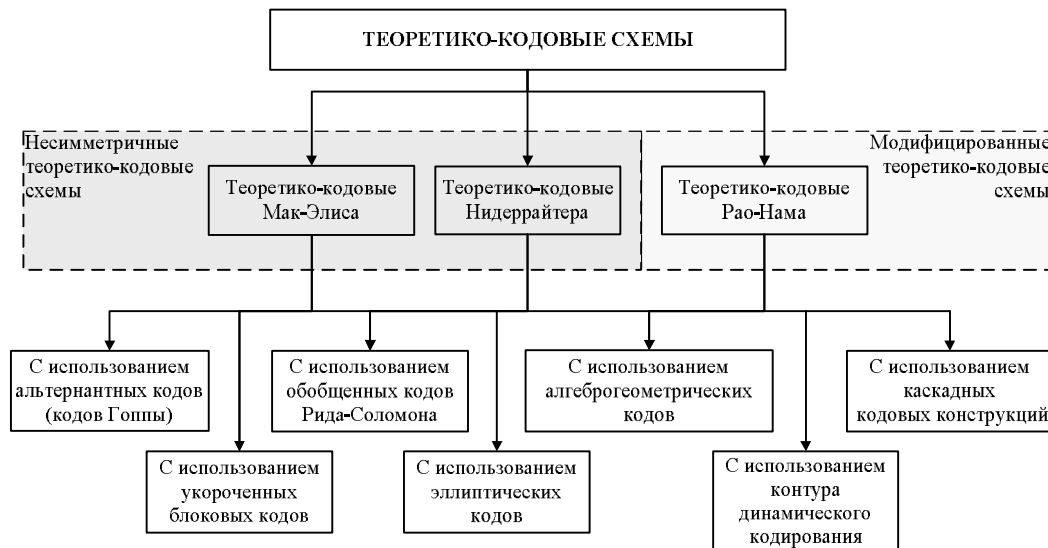 ТЕОРЕТИКО-КОДОВЫЕ СХЕМЫ
Несимметричные
теоретико-кодовые
схемы
Модифицированные
теоретико-кодовые
схемы
Теоретико-кодовые
Мак-Элиса
Теоретико-кодовые
Нидеррайтера
Теоретико-кодовые
Рао-Нама
С использованием
альтернантных кодов
(кодов Гоппы)
С использованием
обобщенных кодов
Рида-Соломона
С использованием
алгеброгеометрических
кодов
С использованием
каскадных
кодовых конструкций
С использованием
укороченных
блоковых кодов
С использованием
эллиптических
кодов
С использованием
контура
динамического
кодирования